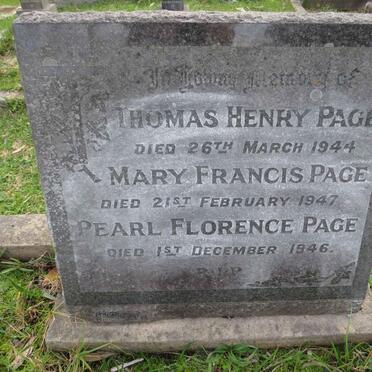 In Loving Memory of
THOMAS HENRY PAGE
DIED 26TH MARCH 1944
MARY FRANCIS PAGE
DIED 21ST FEBRUARY 1947
PEARL FLORENCE PAGE
DIED 1ST DECEMBER 1946.
R.I.P.